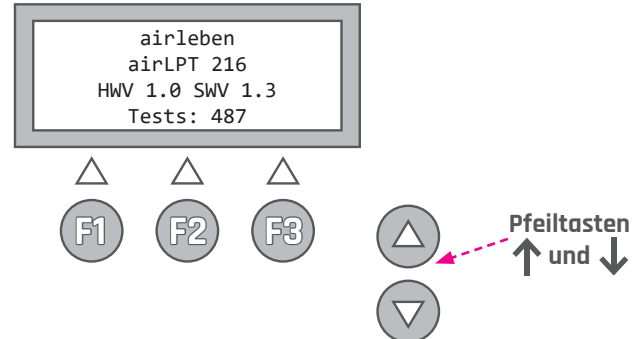 airleben
airLPT 216
HWV 1.0 SWV 1.3
Tests: 487
F1 F2 F3
Pfeiltasten
↑ und ↓